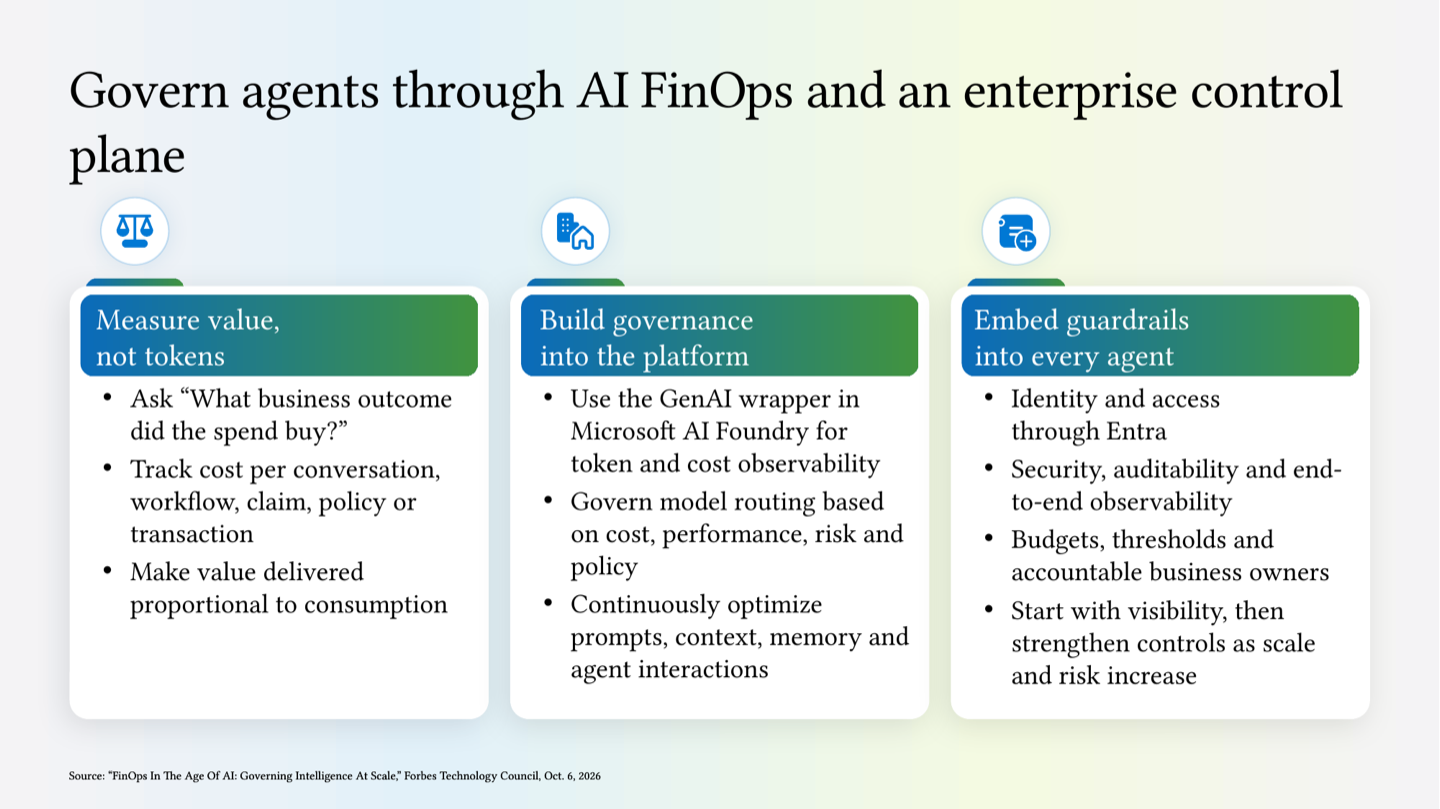 Govern agents through AI FinOps and an enterprise control
plane
Measure value,
not tokens
• Ask “What business outcome
did the spend buy?”
• Track cost per conversation,
workflow, claim, policy or
transaction
• Make value delivered
proportional to consumption
Build governance
into the platform
• Use the GenAI wrapper in
Microsoft AI Foundry for
token and cost observability
• Govern model routing based
on cost, performance, risk and
policy
• Continuously optimize
prompts, context, memory and
agent interactions
Embed guardrails
into every agent
• Identity and access
through Entra
• Security, auditability and end-
to-end observability
• Budgets, thresholds and
accountable business owners
• Start with visibility, then
strengthen controls as scale
and risk increase
Source: “FinOps In The Age Of AI: Governing Intelligence At Scale,” Forbes Technology Council, Oct. 6, 2026